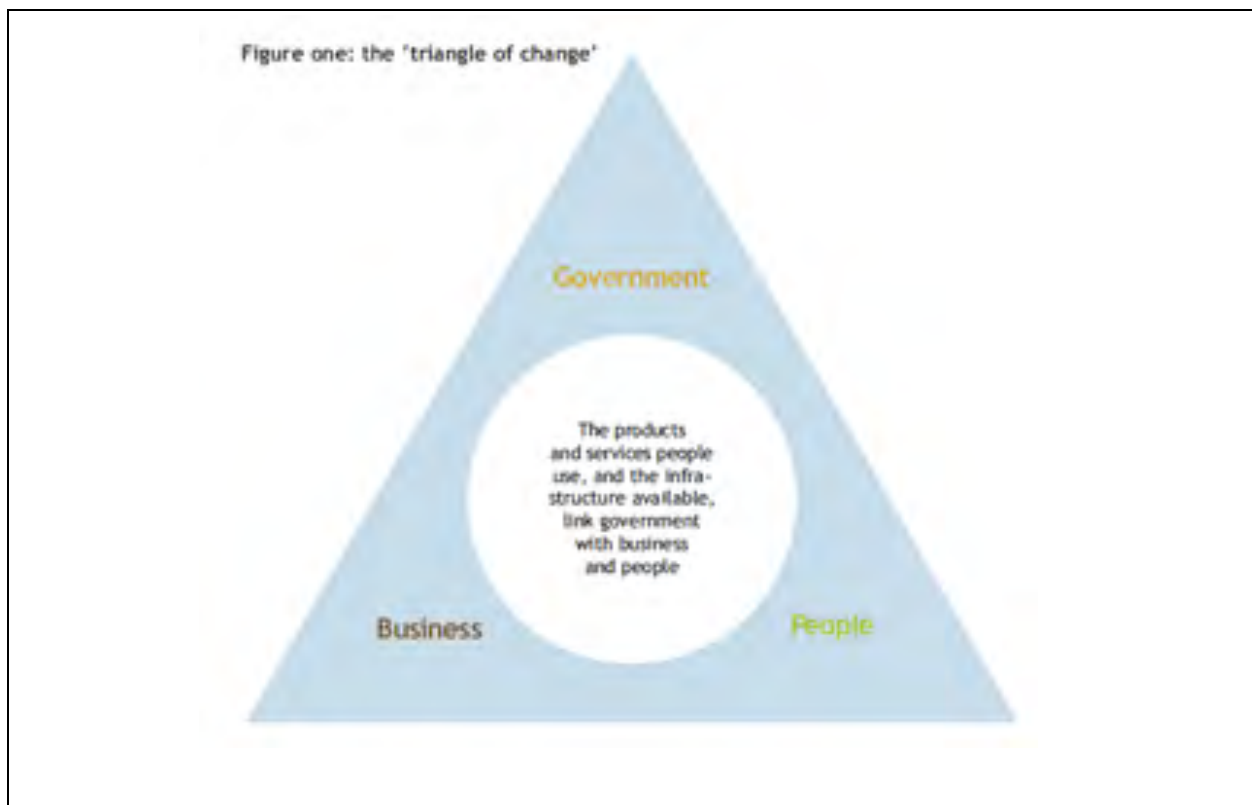 Figure one: the 'triangle of change'
Government
The products
and services people
use, and the infra-
structure available,
link government
with business
and people
Business
People